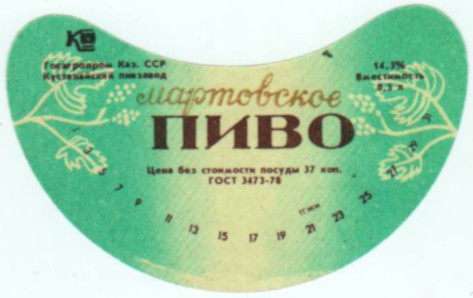 Госагропром Каз. ССР
Кустанайский пивзавод
14,5%
Вместимость
0,5 л
мартовское
ПИВО
Цена без стоимости посуды 37 коп.
ГОСТ 3473-78
1 3 5 7 9 11 13 15 17 19 21 23 25 27 29 31